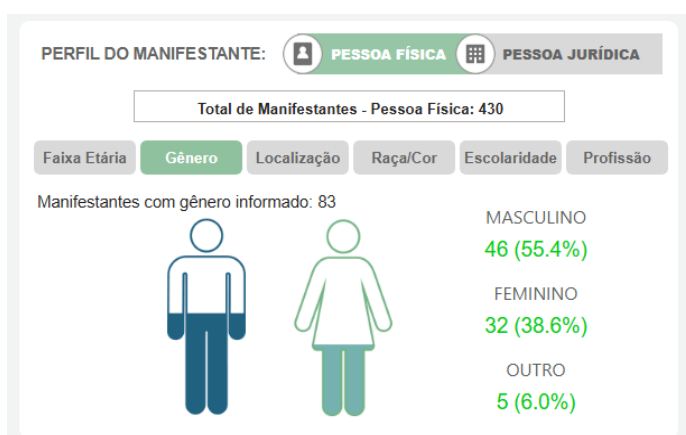 PERFIL DO MANIFESTANTE: PESSOA FÍSICA PESSOA JURÍDICA
Total de Manifestantes - Pessoa Física: 430
Faixa Etária Gênero Localização Raça/Cor Escolaridade Profissão
Manifestantes com gênero informado: 83
MASCULINO
46 (55.4%)
FEMININO
32 (38.6%)
OUTRO
5 (6.0%)